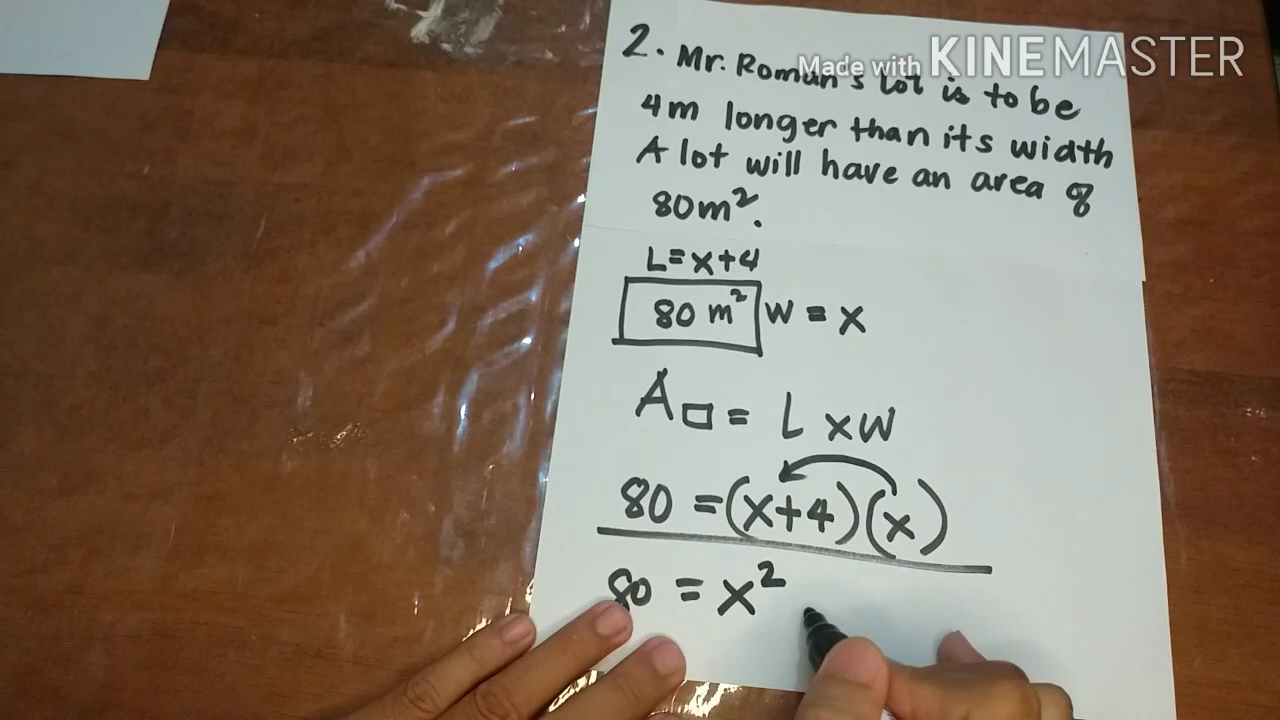 Made with KINEMASTER
2. Mr. Roman's lot is to be
4m longer than its width
A lot will have an area of
80m².
L=x+4
80 m² W = x
A□= L xW
80 =(x+4)(x)
80 = x²